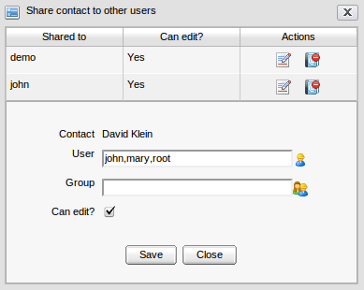 Share contact to other users
Shared to Can edit? Actions
demo Yes
john Yes
Contact David Klein
User john,mary,root
Group
Can edit?
Save Close